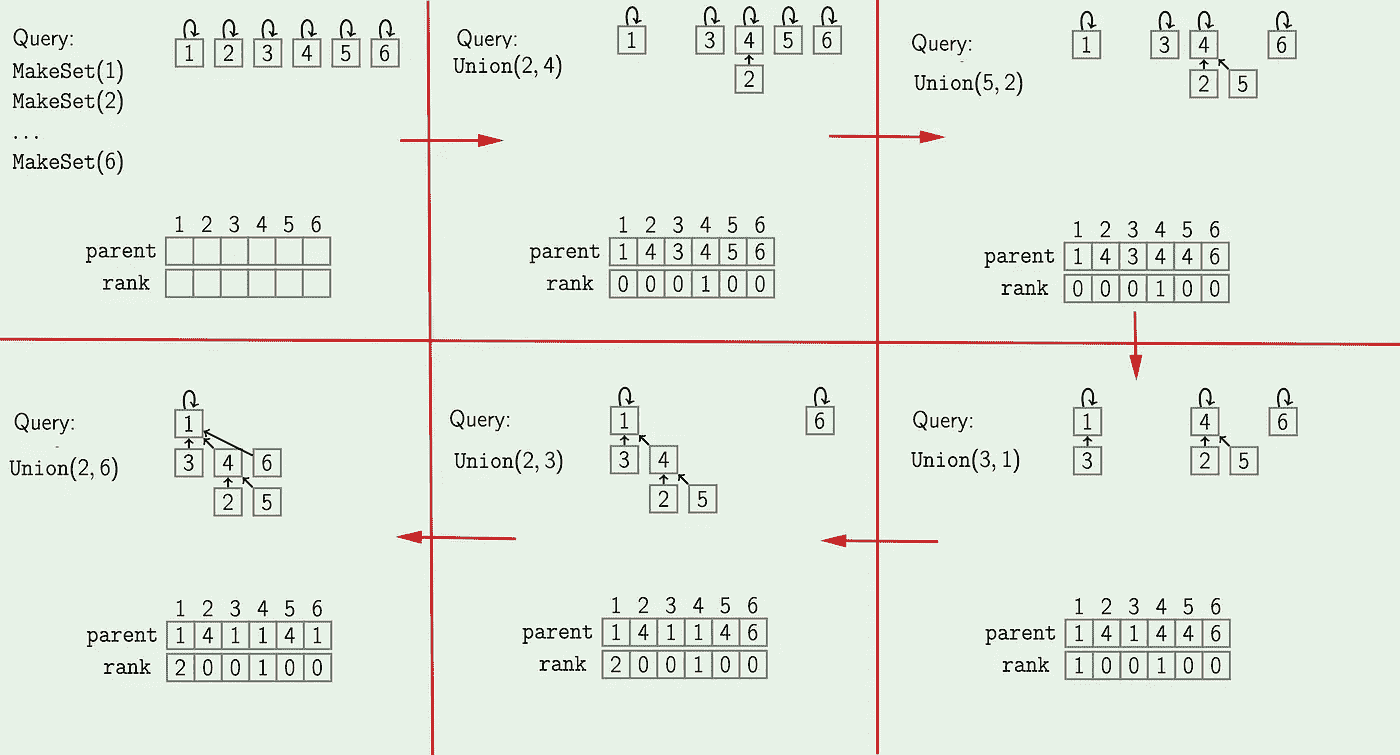 Query:
MakeSet(1)
MakeSet(2)
...
MakeSet(6)
1 2 3 4 5 6
1 2 3 4 5 6
parent
rank
Query:
Union(2, 4)
1 3 4 5 6
2
1 2 3 4 5 6
parent 1 4 3 4 5 6
rank 0 0 0 1 0 0
Query:
Union(5, 2)
1 3 4 6
2 5
1 2 3 4 5 6
parent 1 4 3 4 4 6
rank 0 0 0 1 0 0
Query:
Union(3, 1)
1 4 6
3 2 5
1 2 3 4 5 6
parent 1 4 1 4 4 6
rank 1 0 0 1 0 0
Query:
Union(2, 3)
1 6
3 4
2 5
1 2 3 4 5 6
parent 1 4 1 1 4 6
rank 2 0 0 1 0 0
Query:
Union(2, 6)
1
3 4 6
2 5
1 2 3 4 5 6
parent 1 4 1 1 4 1
rank 2 0 0 1 0 0